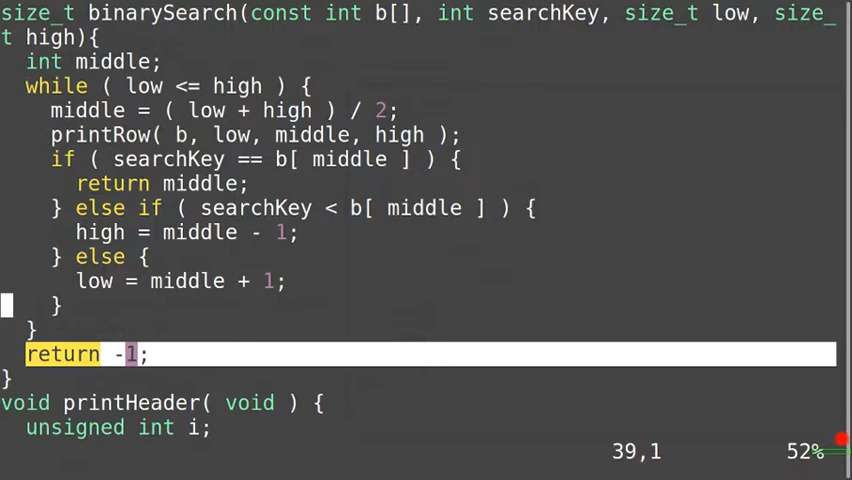 size_t binarySearch(const int b[], int searchKey, size_t low, size_
t high){
  int middle;
  while ( low <= high ) {
    middle = ( low + high ) / 2;
    printRow( b, low, middle, high );
    if ( searchKey == b[ middle ] ) {
      return middle;
    } else if ( searchKey < b[ middle ] ) {
      high = middle - 1;
    } else {
      low = middle + 1;
    }
  }
  return -1;
}
void printHeader( void ) {
  unsigned int i;
39,1 52%